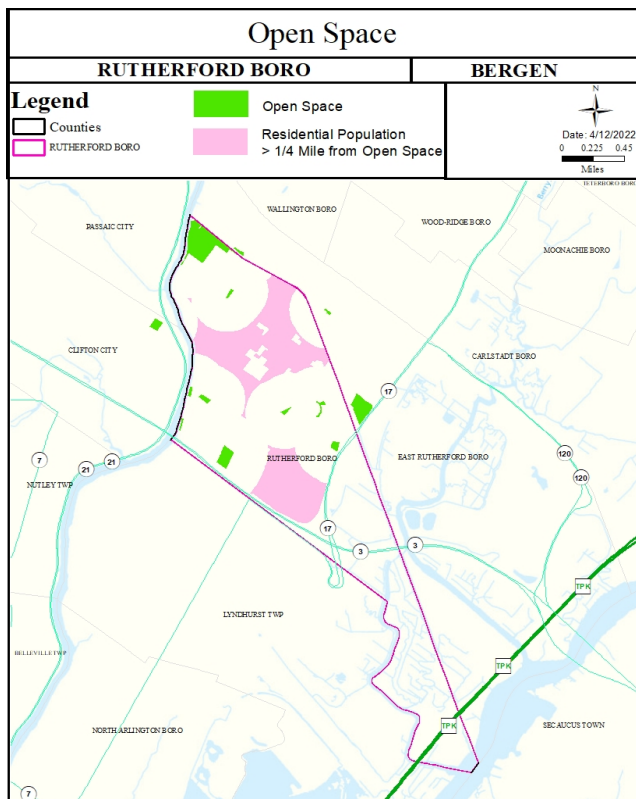 Open Space
RUTHERFORD BORO
BERGEN
Legend
Counties
RUTHERFORD BORO
Open Space
Residential Population
> 1/4 Mile from Open Space
N
Date: 4/12/2022
0 0.225 0.45
Miles
TETERBORO BORO
Berry
WALLINGTON BORO
WOOD-RIDGE BORO
PASSAIC CITY
MOONACHIE BORO
CLIFTON CITY
CARLSTADT BORO
17
7
21
21
120
RUTHERFORD BORO
EAST RUTHERFORD BORO
120
NUTLEY TWP
17
3
3
TPK
LYNDHURST TWP
BELLEVILLE TWP
TPK
TPK
SECAUCUS TOWN
NORTH ARLINGTON BORO
7